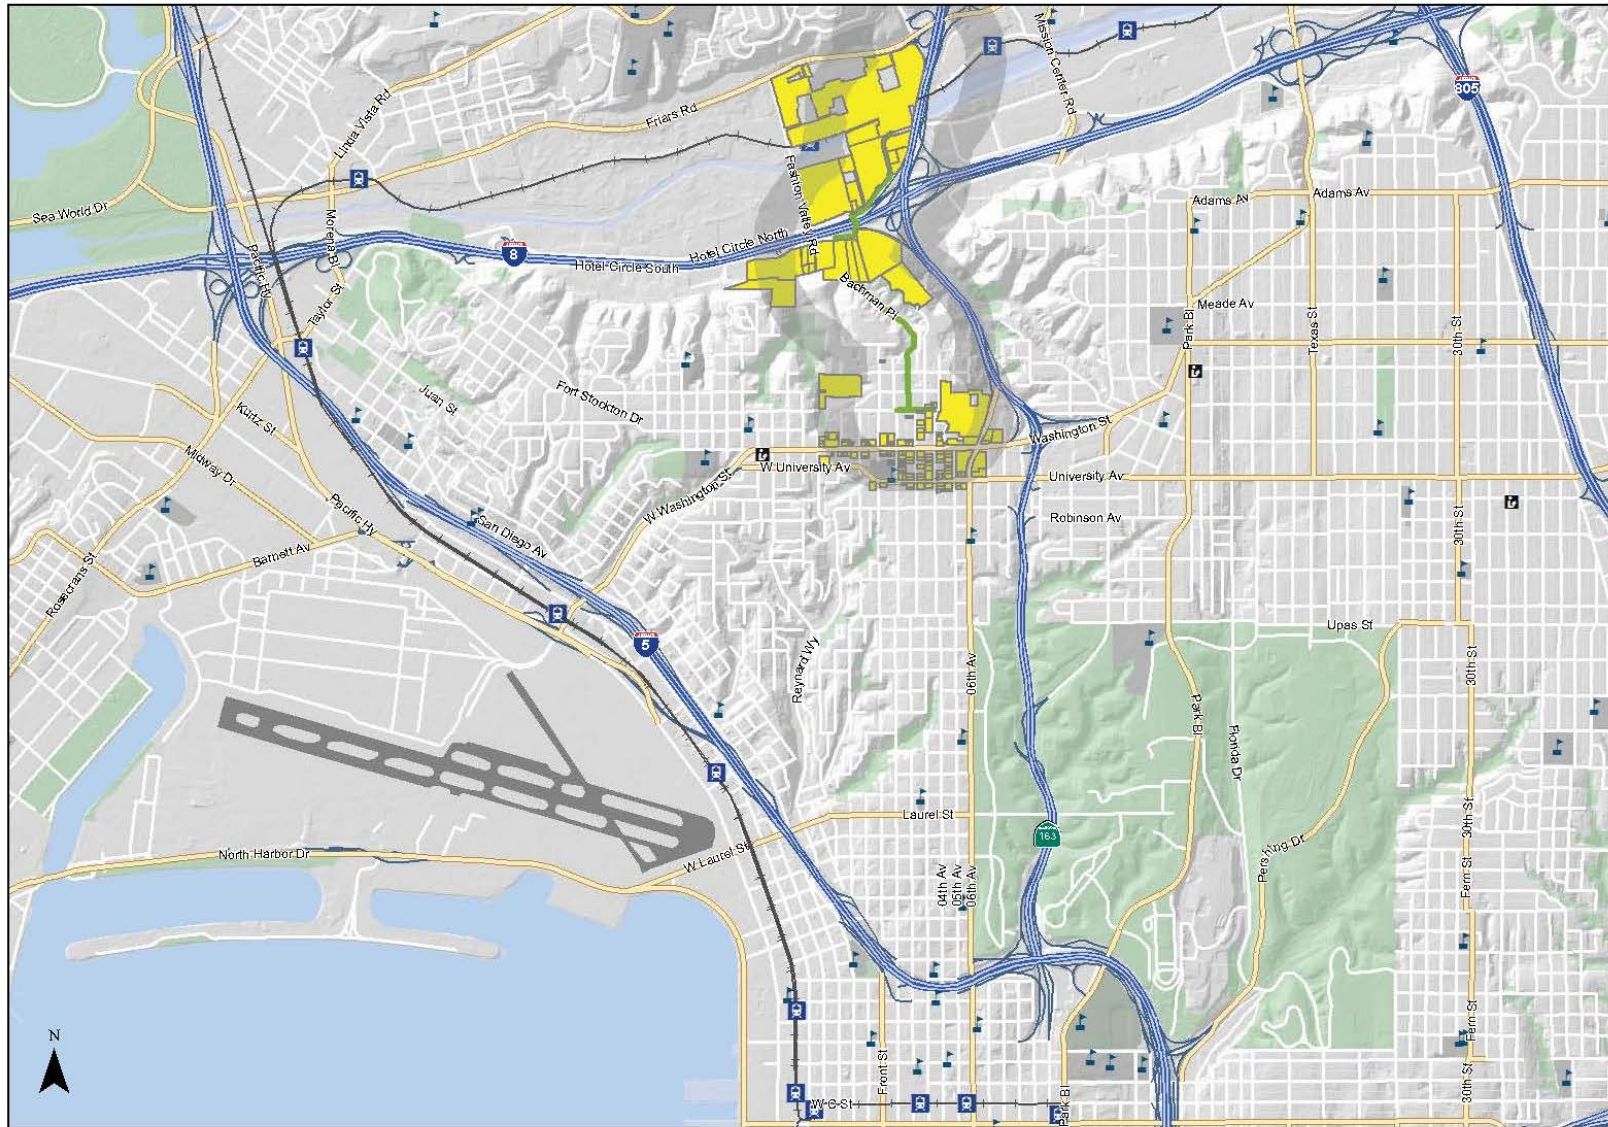 Mission Center Rd
805
Linda Vista Rd
Friars Rd
Fashion Valley Rd
Adams Av
Adams Av
Sea World Dr
Morena Bl
Pacific Hy
8
Hotel Circle North
Hotel Circle South
Bachman Pl
Meade Av
Taylor St
Park Bl
Texas St
30th St
Juan St
Fort Stockton Dr
Kurtz St
Washington St
Midway Dr
W University Av
University Av
W Washington St
Pacific Hy
San Diego Av
Robinson Av
30th St
Barnett Av
Rosecrans St
Upas St
5
Reynard Wy
06th Av
30th St
Park Bl
Florida Dr
Laurel St
30th St
163
Pershing Dr
North Harbor Dr
W Laurel St
04th Av
05th Av
06th Av
Fern St
N
Fern St
Front St
30th St
W C St
Park Bl